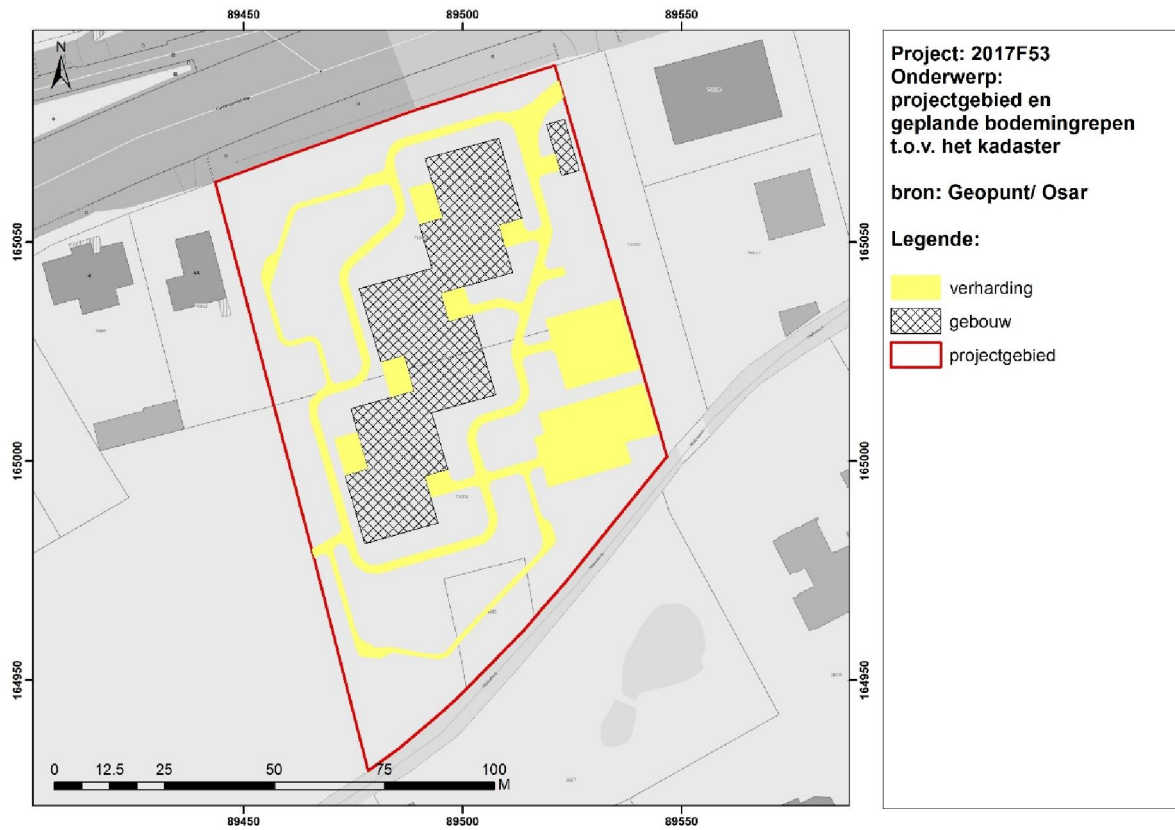 89450
89500
89550
N
165050
165050
165000
165000
164950
164950
0 12.5 25 50 75 100
M
89450
89500
89550
Project: 2017F53
Onderwerp:
projectgebied en
geplande bodemingrepen
t.o.v. het kadaster
bron: Geopunt/ Osar
Legende:
verharding
gebouw
projectgebied